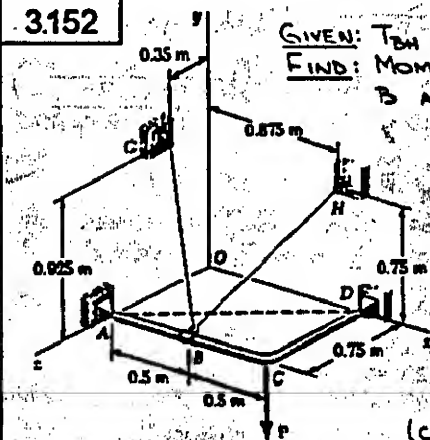 3.152
y
GIVEN: TBH
FIND: MOM
B A
0.35 m
0.875 m
G
H
0.925 m
O
0.75 m
D
A
x
z
B
0.75 m
0.5 m
C
0.5 m
P
(c